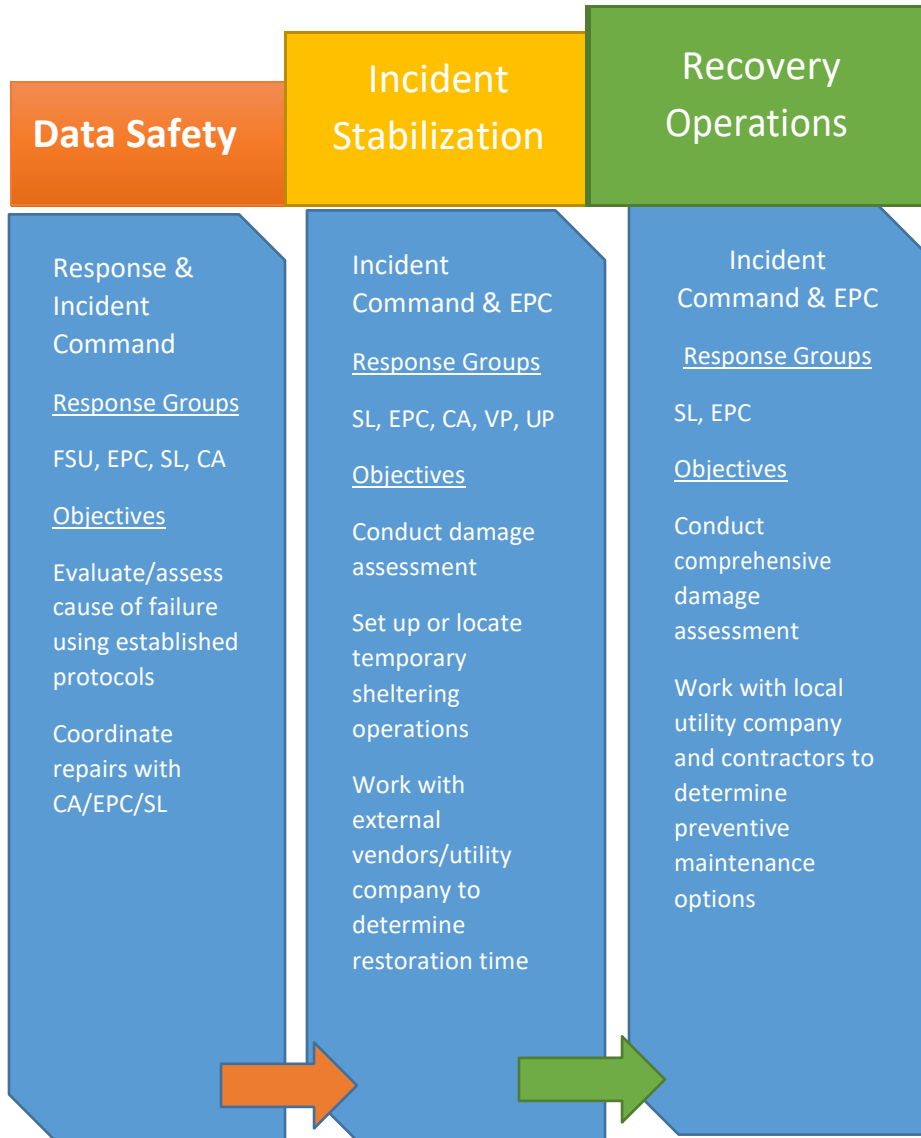 Data Safety
Response &
Incident
Command
Response Groups
FSU, EPC, SL, CA
Objectives
Evaluate/assess
cause of failure
using established
protocols
Coordinate
repairs with
CA/EPC/SL
Incident
Stabilization
Incident
Command & EPC
Response Groups
SL, EPC, CA, VP, UP
Objectives
Conduct damage
assessment
Set up or locate
temporary
sheltering
operations
Work with
external
vendors/utility
company to
determine
restoration time
Recovery
Operations
Incident
Command & EPC
Response Groups
SL, EPC
Objectives
Conduct
comprehensive
damage
assessment
Work with local
utility company
and contractors to
determine
preventive
maintenance
options